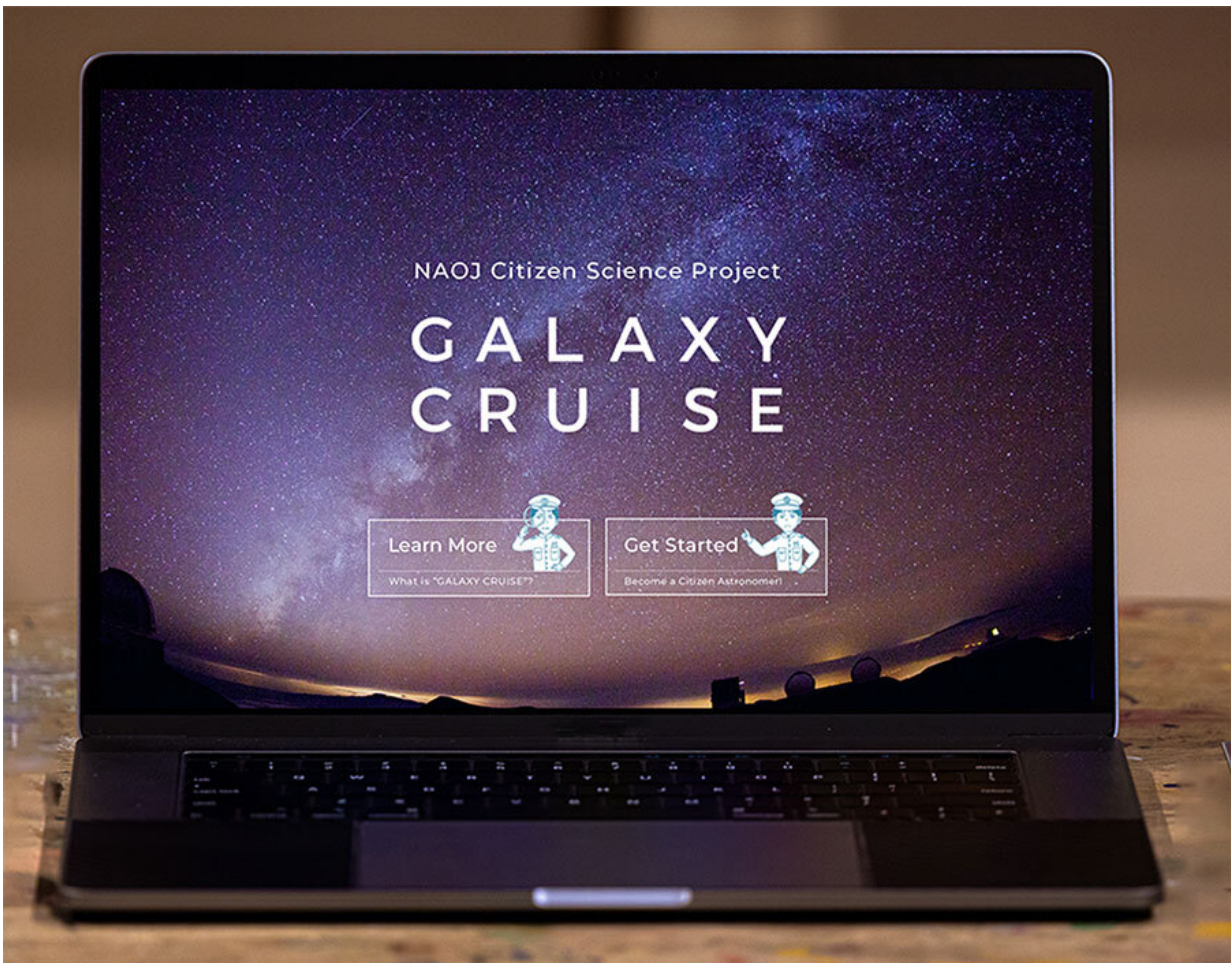 NAOJ Citizen Science Project
GALAXY
CRUISE
Learn More
What is "GALAXY CRUISE"?
Get Started
Become a Citizen Astronomer!